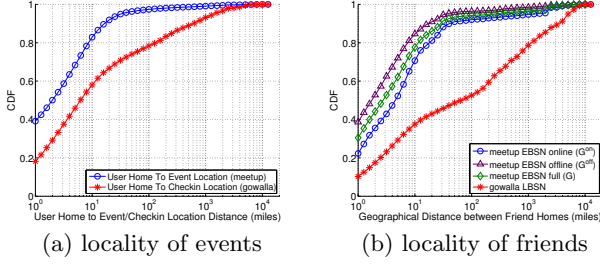 1
0.8
0.6
0.4
0.2
0
CDF
10^0 10^1 10^2 10^3 10^4
User Home to Event/Checkin Location Distance (miles)
User Home To Event Location (meetup)
User Home To Checkin Location (gowalla)
(a) locality of events
1
0.8
0.6
0.4
0.2
0
CDF
10^0 10^1 10^2 10^3 10^4
Geographical Distance between Friend Homes (miles)
meetup EBSN online (G^on)
meetup EBSN offline (G^off)
meetup EBSN full (G)
gowalla LBSN
(b) locality of friends